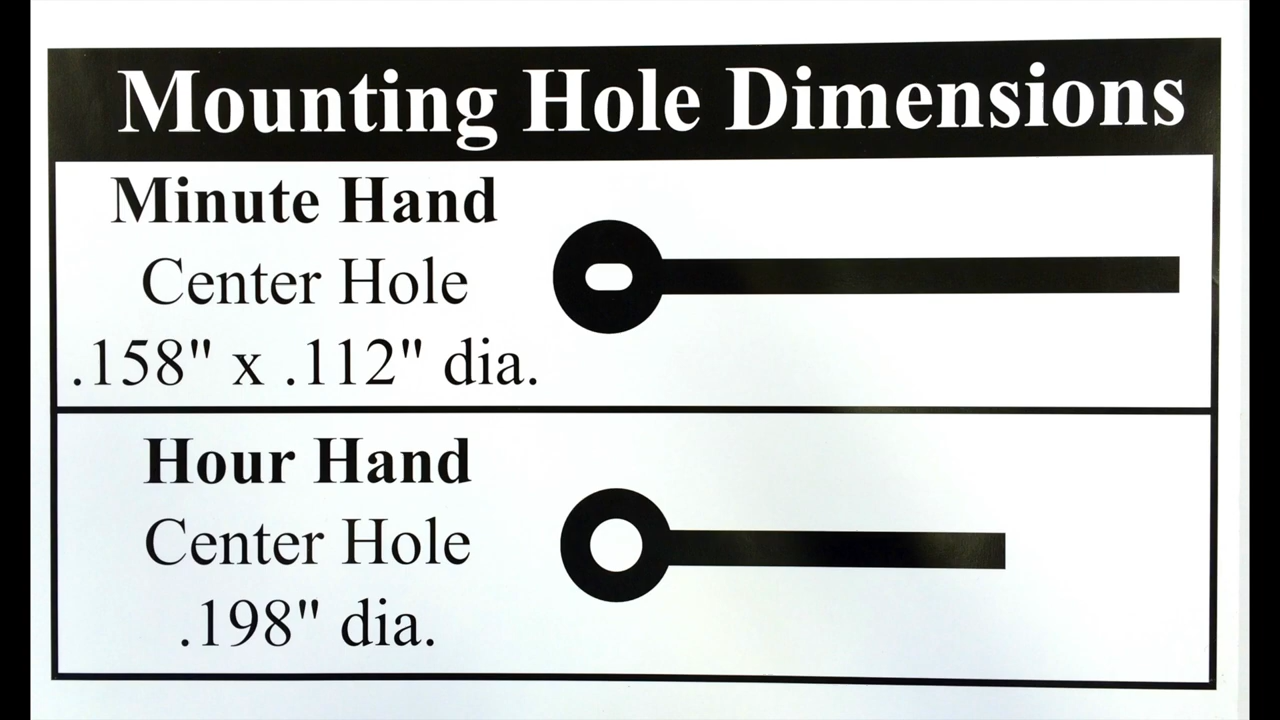 Mounting Hole Dimensions
Minute Hand
Center Hole
.158" x .112" dia.
Hour Hand
Center Hole
.198" dia.